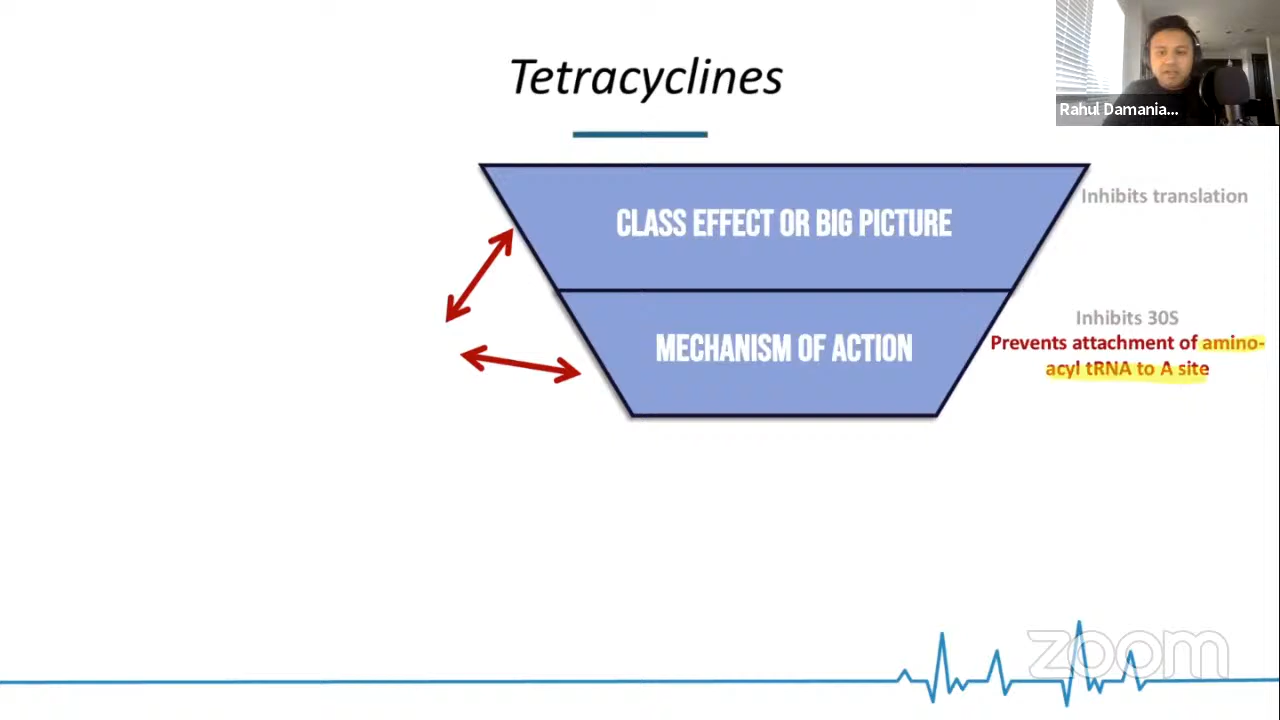 Tetracyclines
Rahul Damania...
CLASS EFFECT OR BIG PICTURE
Inhibits translation
MECHANISM OF ACTION
Inhibits 30S
Prevents attachment of amino-
acyl tRNA to A site
zoom